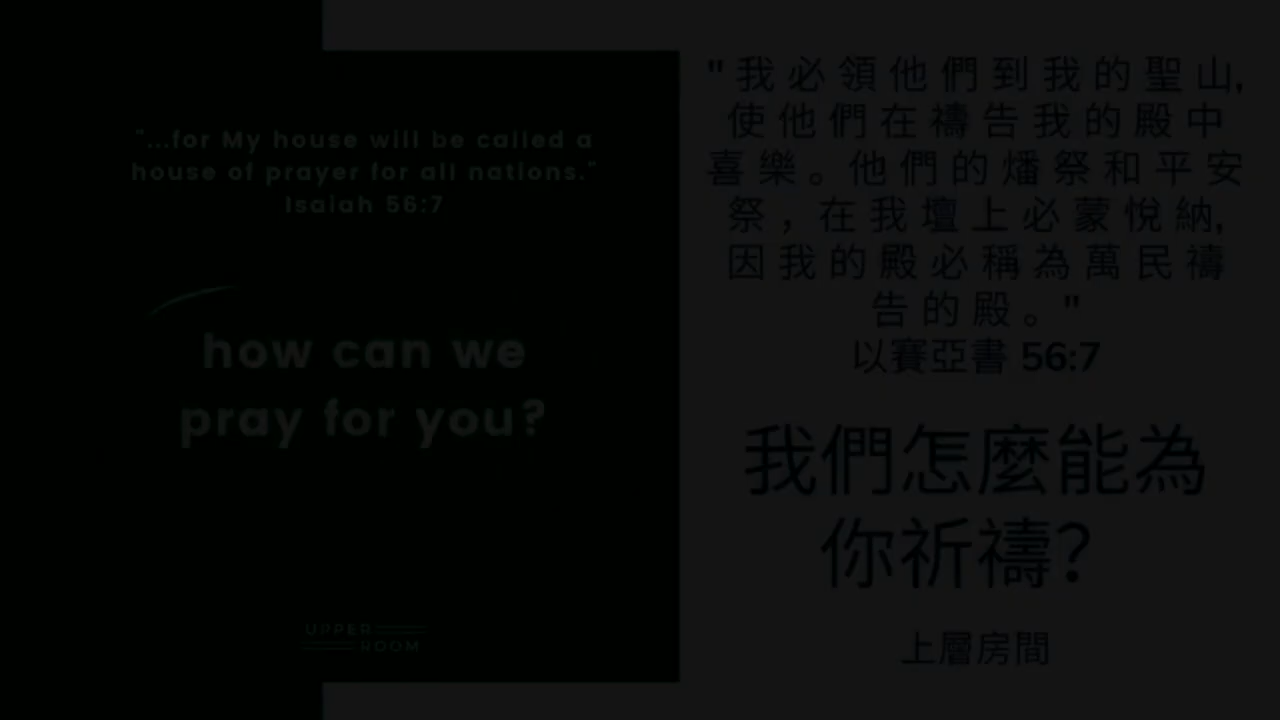 "...for My house will be called a
house of prayer for all nations."
Isaiah 56:7
how can we
pray for you?
UPPER
ROOM
"我必領他們到我的聖山,
使他們在禱告我的殿中
喜樂。他們的燔祭和平安
祭，在我壇上必蒙悅納,
因我的殿必稱為萬民禱
告的殿。"
以賽亞書 56:7
我們怎麼能為
你祈禱?
上層房間